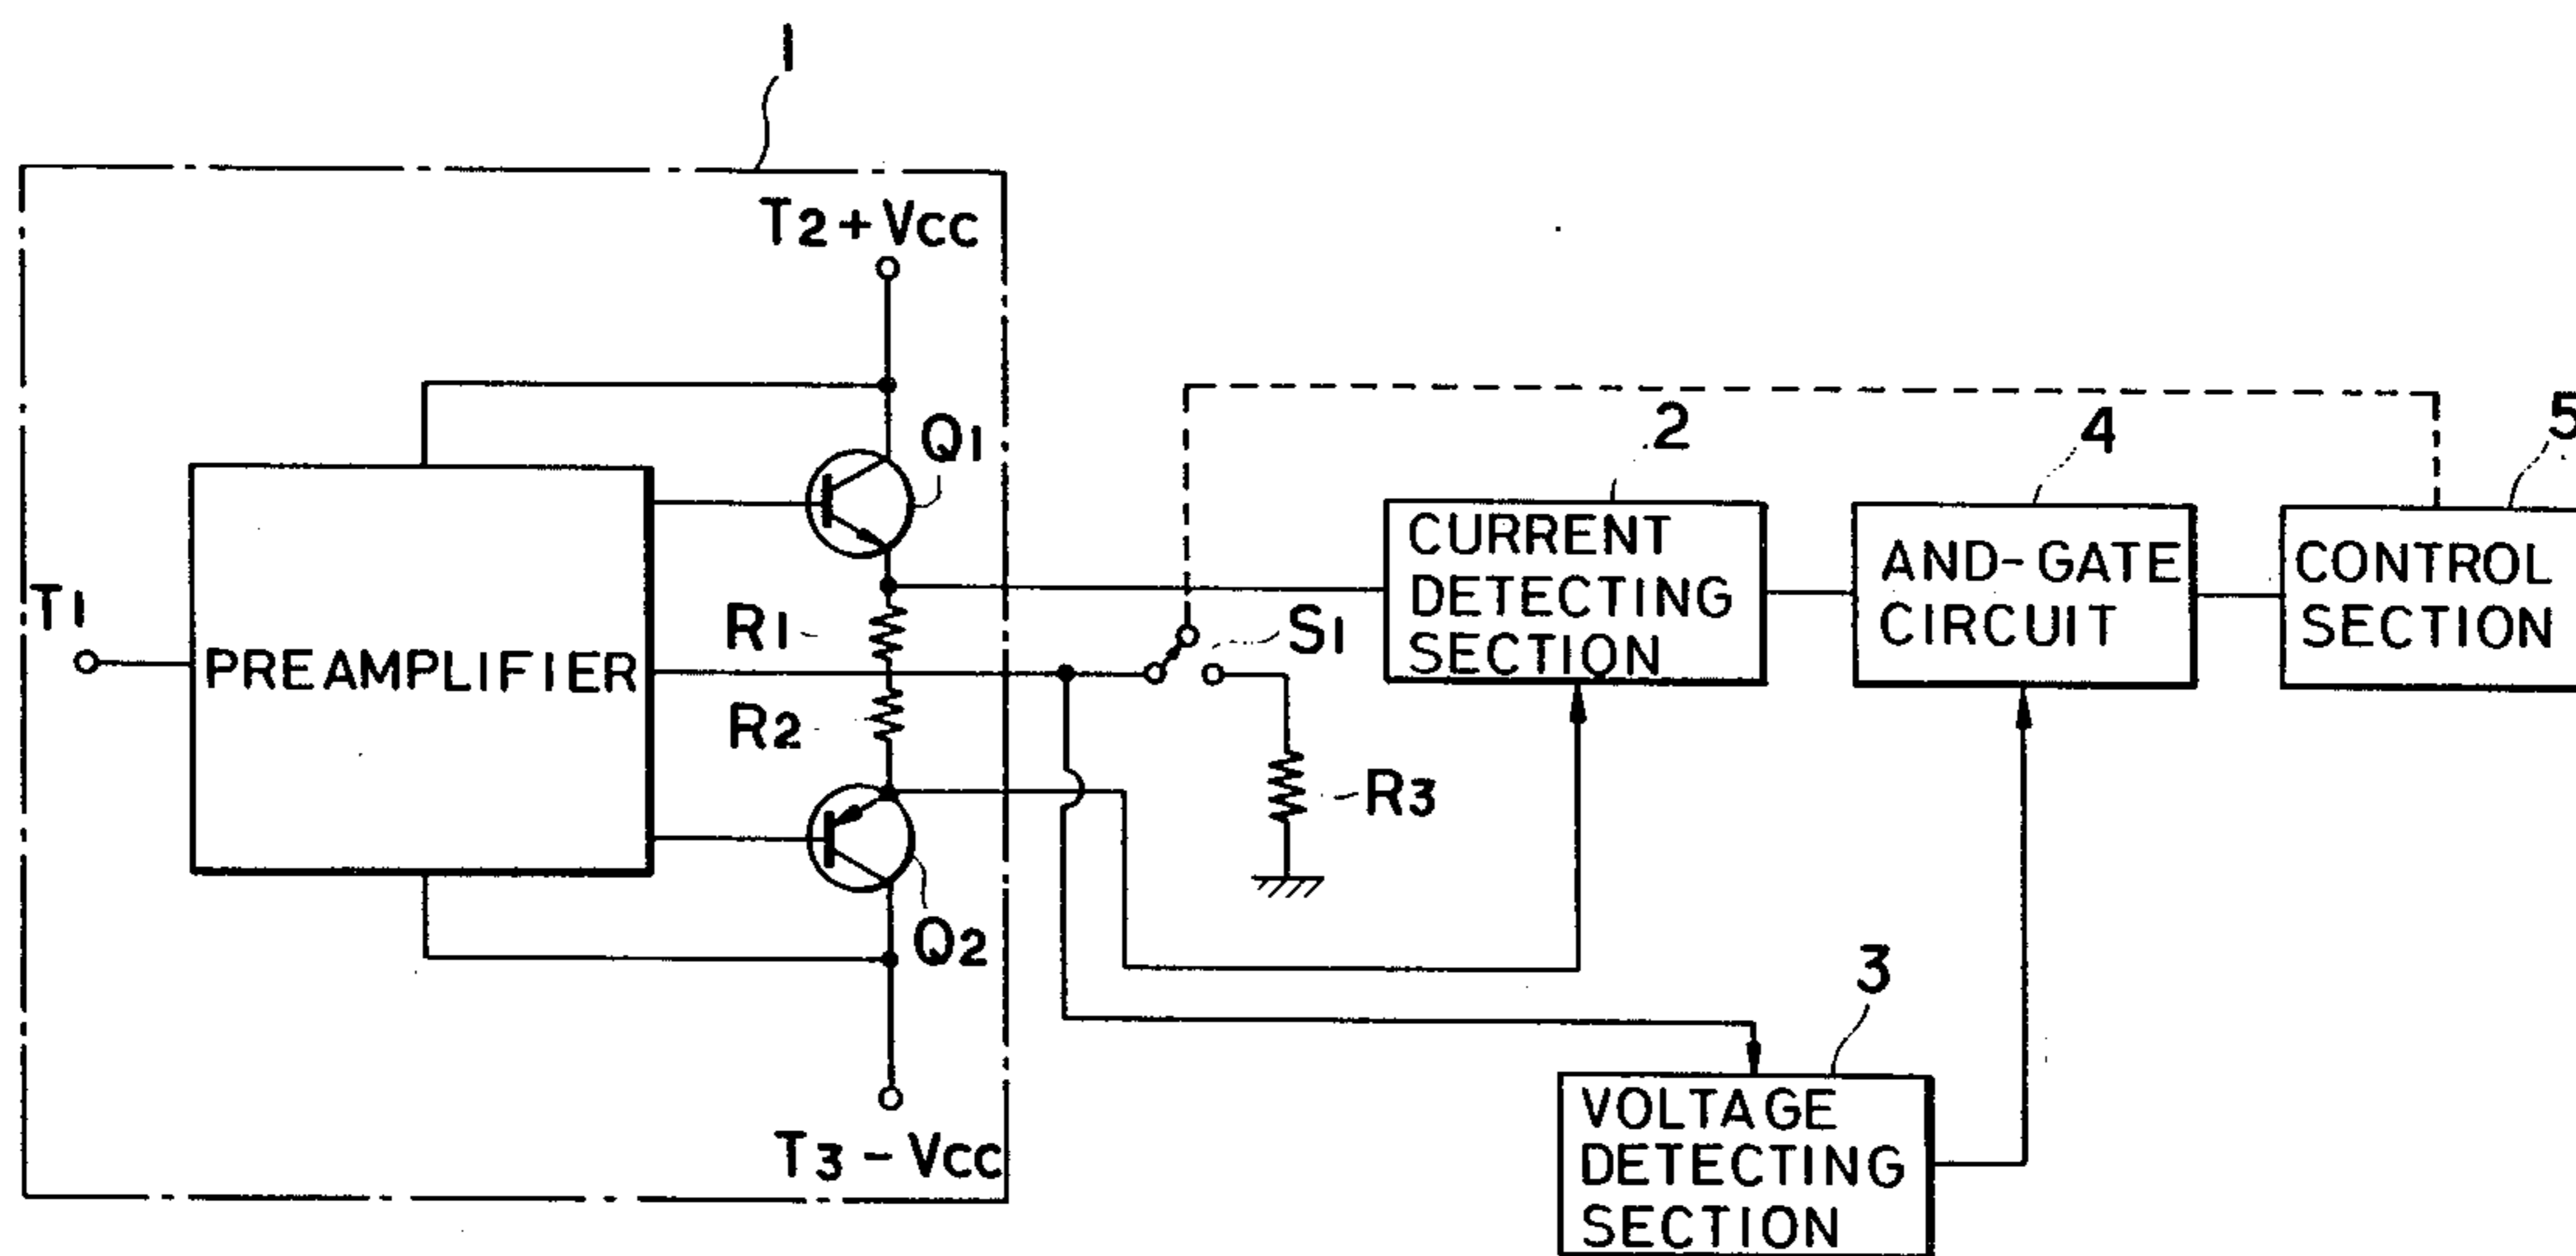 1
T2 + Vcc
Q1
2
4
5
CURRENT
DETECTING
SECTION
AND-GATE
CIRCUIT
CONTROL
SECTION
T1
R1
S1
PREAMPLIFIER
R2
R3
Q2
3
T3 - Vcc
VOLTAGE
DETECTING
SECTION